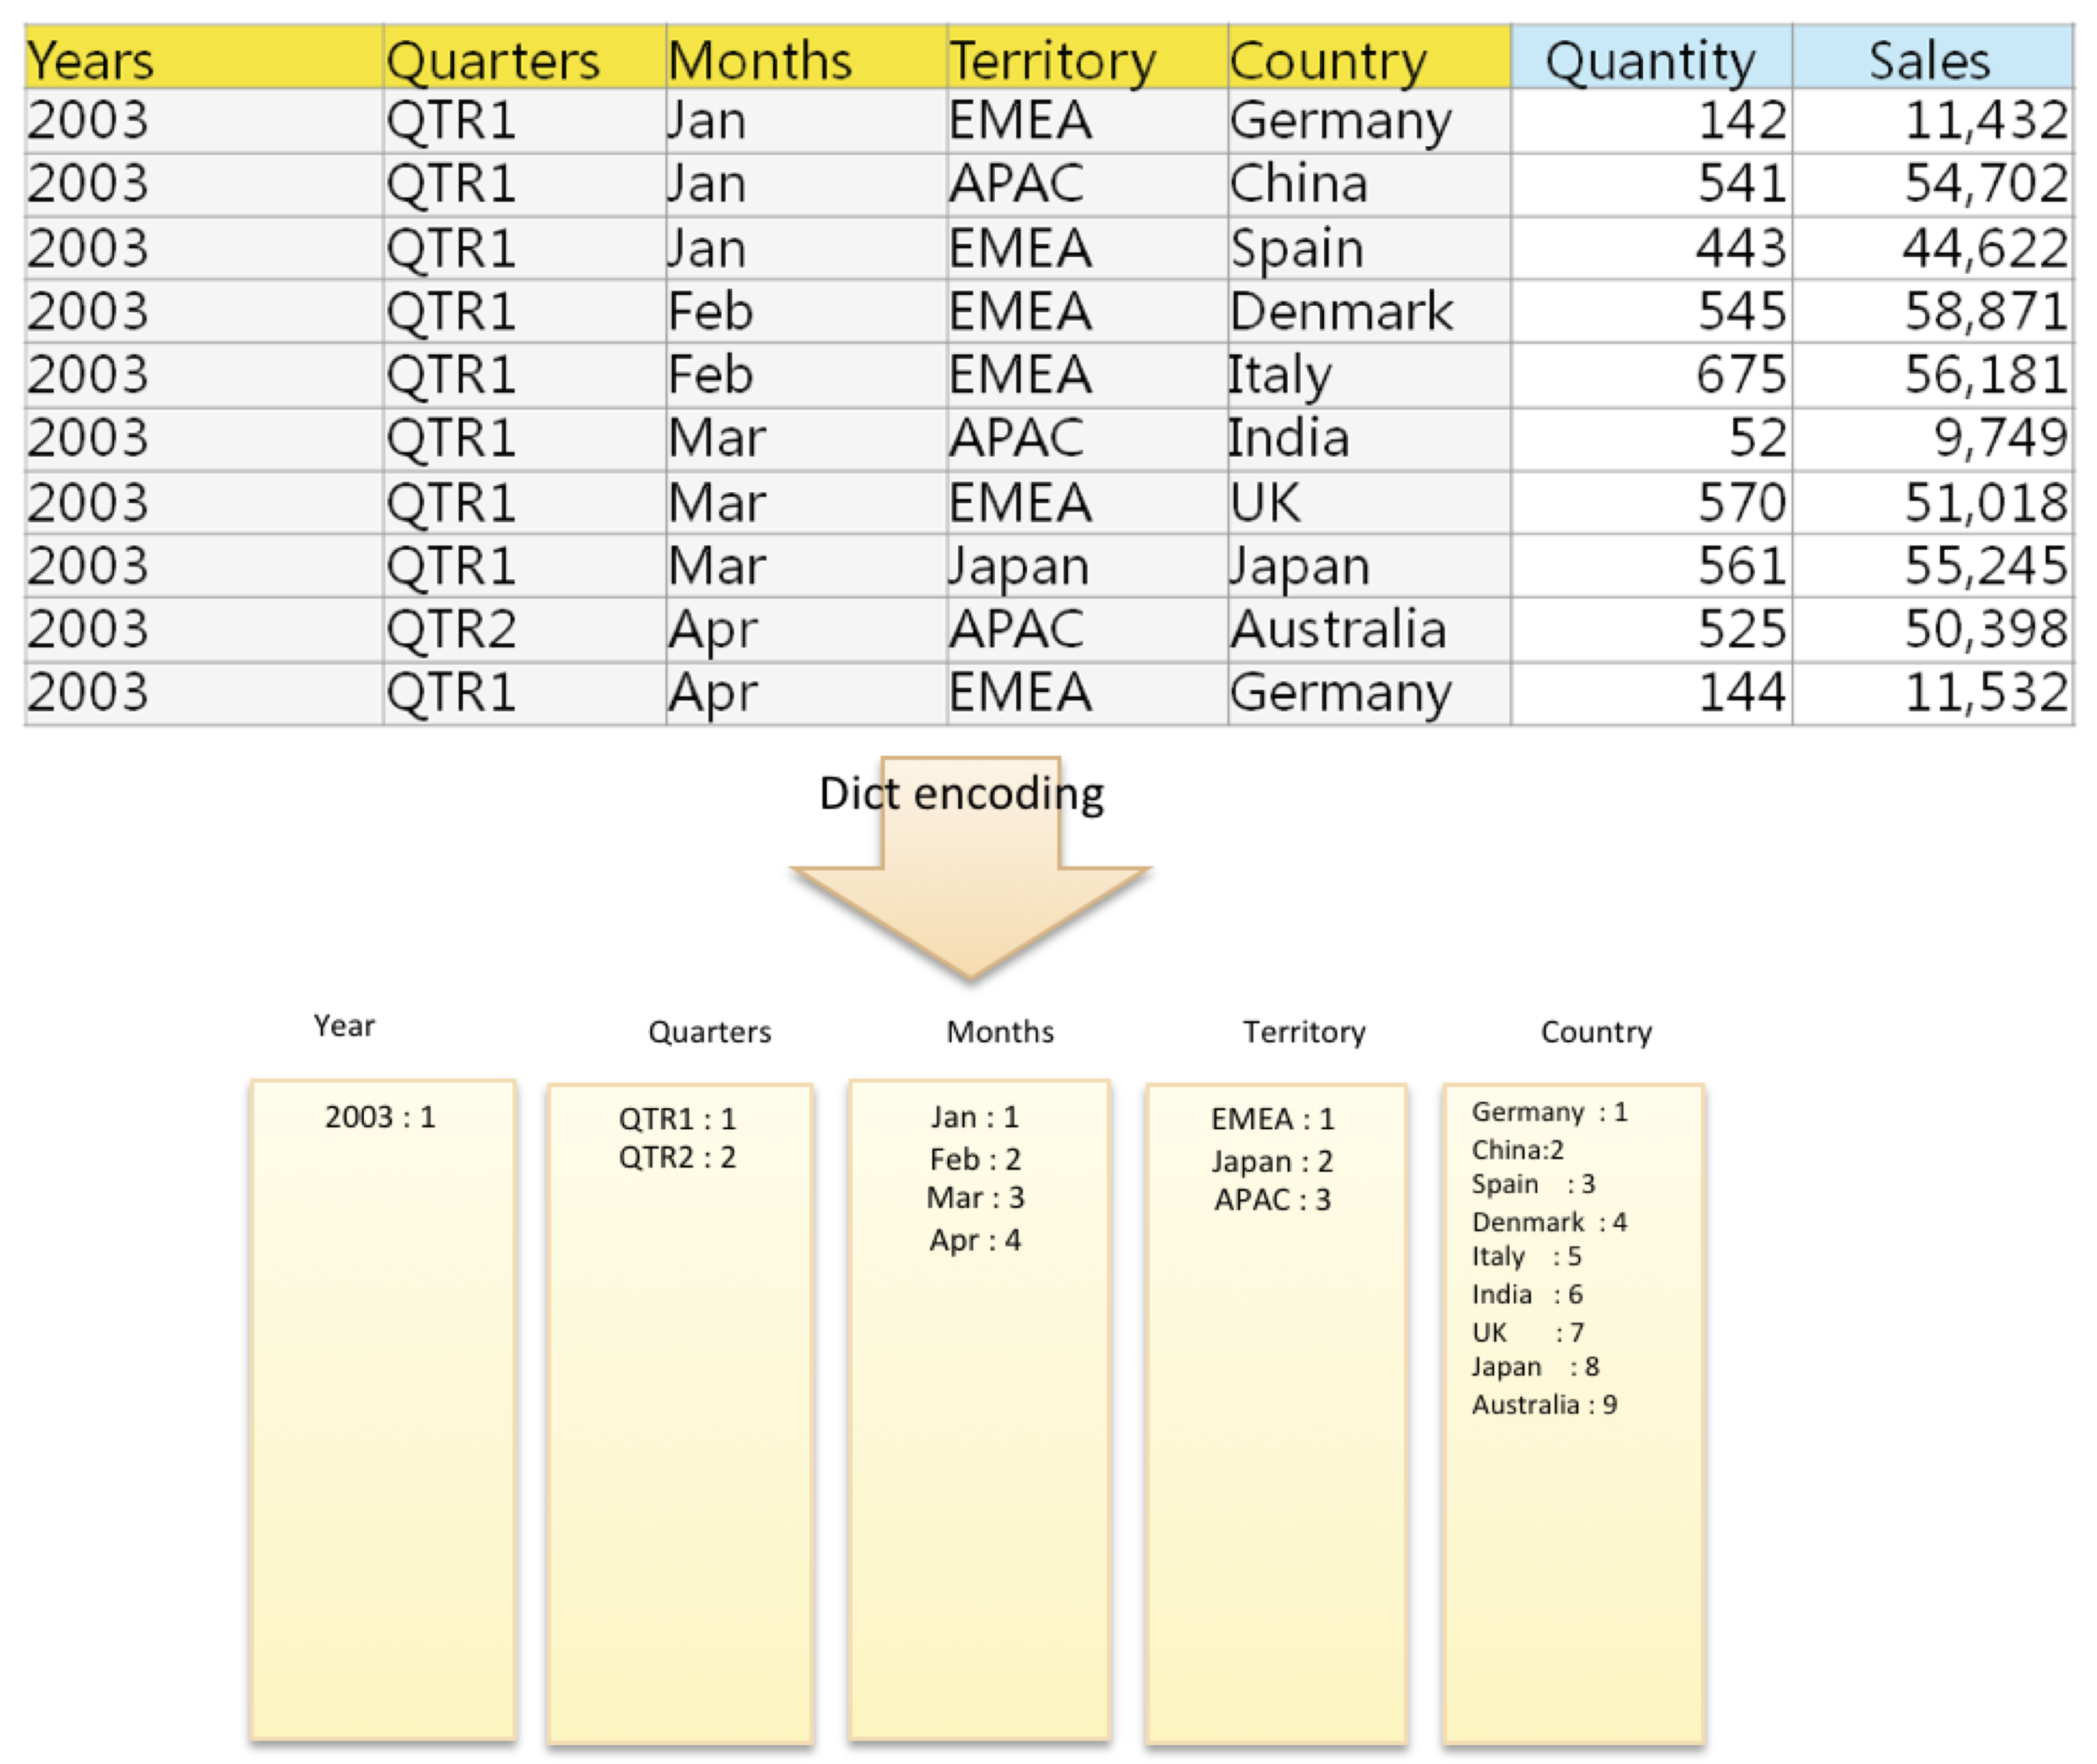 Years Quarters Months Territory Country Quantity Sales
2003 QTR1 Jan EMEA Germany 142 11,432
2003 QTR1 Jan APAC China 541 54,702
2003 QTR1 Jan EMEA Spain 443 44,622
2003 QTR1 Feb EMEA Denmark 545 58,871
2003 QTR1 Feb EMEA Italy 675 56,181
2003 QTR1 Mar APAC India 52 9,749
2003 QTR1 Mar EMEA UK 570 51,018
2003 QTR1 Mar Japan Japan 561 55,245
2003 QTR2 Apr APAC Australia 525 50,398
2003 QTR1 Apr EMEA Germany 144 11,532
Dict encoding
Year
2003 : 1
Quarters
QTR1 : 1
QTR2 : 2
Months
Jan : 1
Feb : 2
Mar : 3
Apr : 4
Territory
EMEA : 1
Japan : 2
APAC : 3
Country
Germany : 1
China:2
Spain : 3
Denmark : 4
Italy : 5
India : 6
UK : 7
Japan : 8
Australia : 9